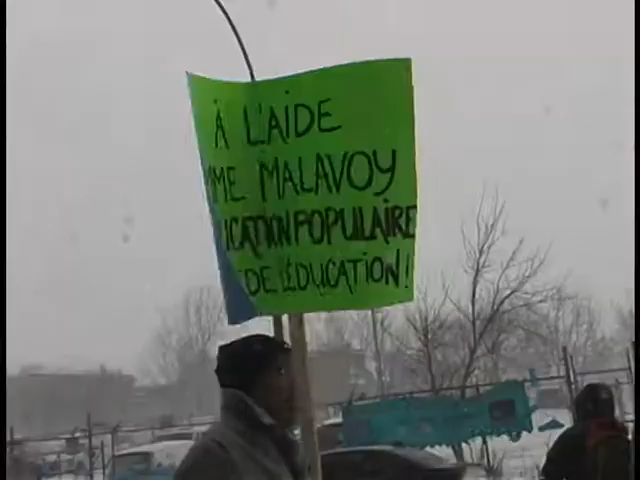 À L'AIDE
MME MALAVOY
ICATION POPULAIRE
DE L'ÉDUCATION!